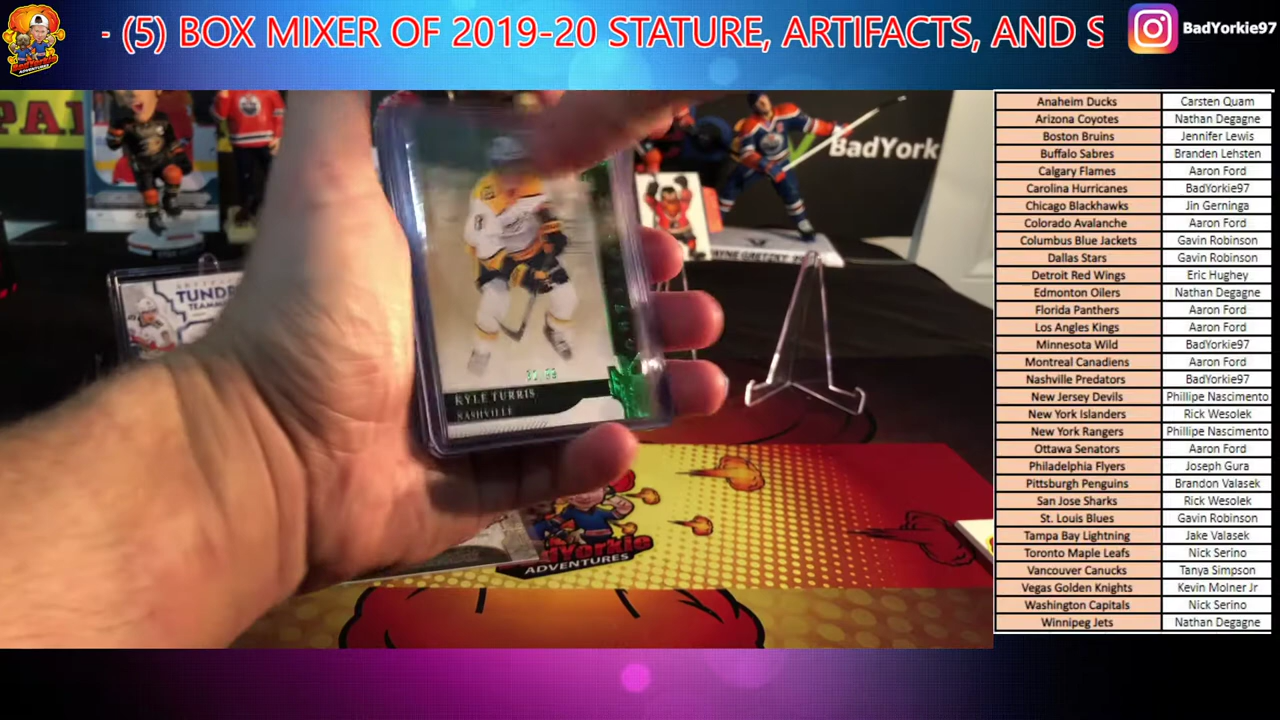 - (5) BOX MIXER OF 2019-20 STATURE, ARTIFACTS, AND S
BadYorkie97
PAI
BadYork
AYNE GRETZKY
TUNDR
TEAMM
KYLE TURRIS
NASHVILLE
dYorkie
ADVENTURES
Anaheim Ducks Carsten Quam
Arizona Coyotes Nathan Degagne
Boston Bruins Jennifer Lewis
Buffalo Sabres Branden Lehsten
Calgary Flames Aaron Ford
Carolina Hurricanes BadYorkie97
Chicago Blackhawks Jin Gerninga
Colorado Avalanche Aaron Ford
Columbus Blue Jackets Gavin Robinson
Dallas Stars Gavin Robinson
Detroit Red Wings Eric Hughey
Edmonton Oilers Nathan Degagne
Florida Panthers Aaron Ford
Los Angles Kings Aaron Ford
Minnesota Wild BadYorkie97
Montreal Canadiens Aaron Ford
Nashville Predators BadYorkie97
New Jersey Devils Phillipe Nascimento
New York Islanders Rick Wesolek
New York Rangers Phillipe Nascimento
Ottawa Senators Aaron Ford
Philadelphia Flyers Joseph Gura
Pittsburgh Penguins Brandon Valasek
San Jose Sharks Rick Wesolek
St. Louis Blues Gavin Robinson
Tampa Bay Lightning Jake Valasek
Toronto Maple Leafs Nick Serino
Vancouver Canucks Tanya Simpson
Vegas Golden Knights Kevin Molner Jr
Washington Capitals Nick Serino
Winnipeg Jets Nathan Degagne